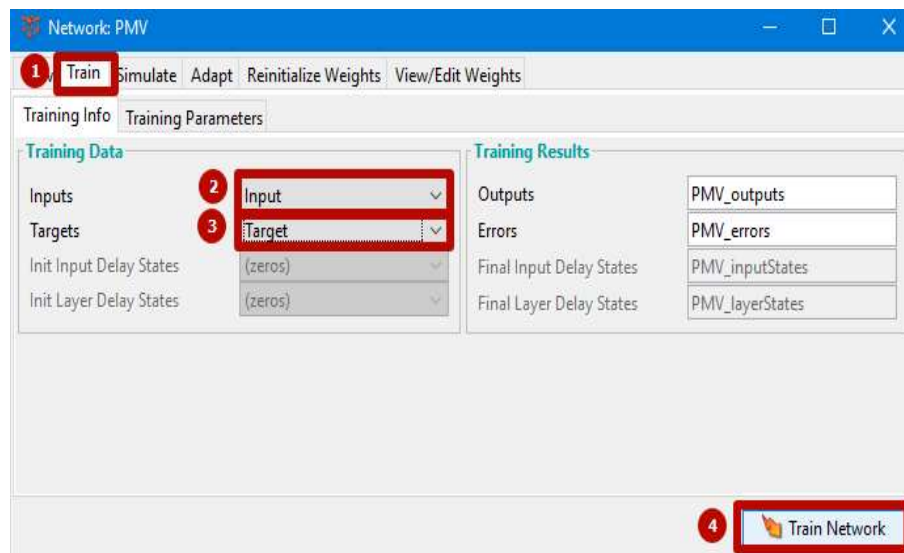 Network: PMV
1 Train Simulate Adapt Reinitialize Weights View/Edit Weights
Training Info Training Parameters
Training Data
Training Results
Inputs 2 Input
Outputs PMV_outputs
Targets 3 Target
Errors PMV_errors
Init Input Delay States (zeros)
Final Input Delay States PMV_inputStates
Init Layer Delay States (zeros)
Final Layer Delay States PMV_layerStates
4 Train Network